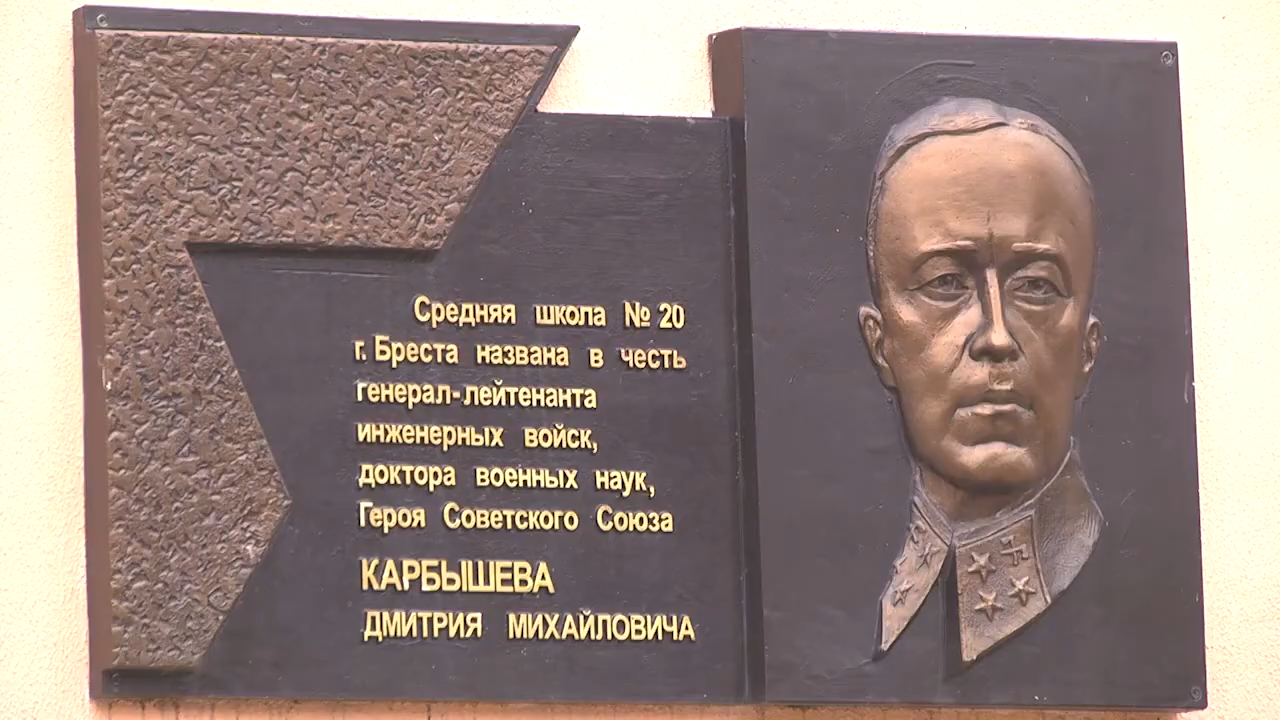 Средняя школа № 20
г. Бреста названа в честь
генерал-лейтенанта
инженерных войск,
доктора военных наук,
Героя Советского Союза
КАРБЫШЕВА
ДМИТРИЯ МИХАЙЛОВИЧА